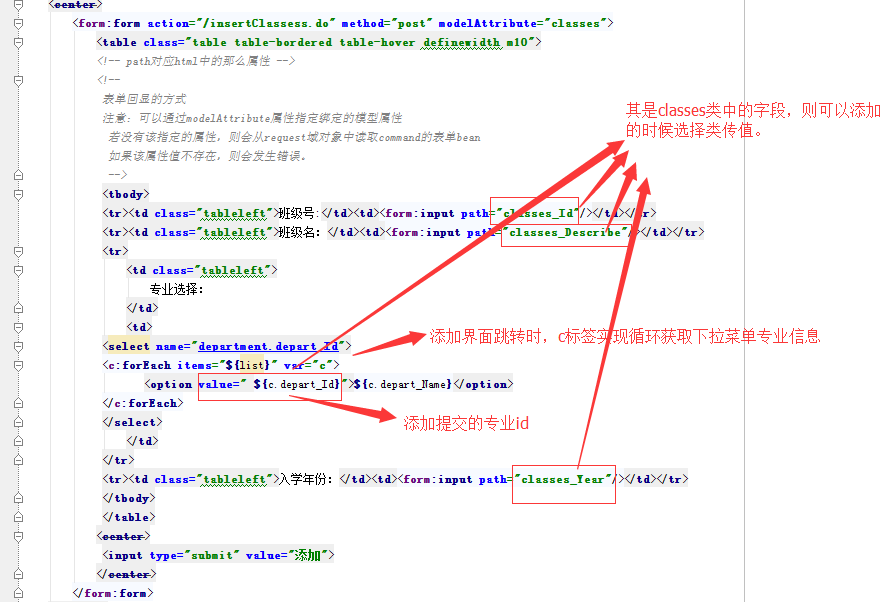 <center>
<form:form action="/insertClassess.do" method="post" modelAttribute="classes">
<table class="table table-bordered table-hover definewidth m10">
<!-- path对应html中的那么属性 -->
<!--
表单回显的方式
注意：可以通过modelAttribute属性指定绑定的模型属性
若没有该指定的属性，则会从request域对象中读取command的表单bean
如果该属性值不存在，则会发生错误。
-->
其是classes类中的字段，则可以添加
的时候选择类传值。
<tbody>
<tr><td class="tableleft">班级号:</td><td><form:input path="classes_Id"/></td></tr>
<tr><td class="tableleft">班级名：</td><td><form:input path="classes_Describe"/></td></tr>
<tr>
<td class="tableleft">
专业选择：
</td>
<td>
<select name="department.depart_Id">
添加界面跳转时，c标签实现循环获取下拉菜单专业信息
<c:forEach items="${list}" var="c">
<option value=" ${c.depart_Id}">${c.depart_Name}</option>
</c:forEach>
添加提交的专业id
</select>
</td>
</tr>
<tr><td class="tableleft">入学年份：</td><td><form:input path="classes_Year"/></td></tr>
</tbody>
</table>
<center>
<input type="submit" value="添加">
</center>
</form:form>